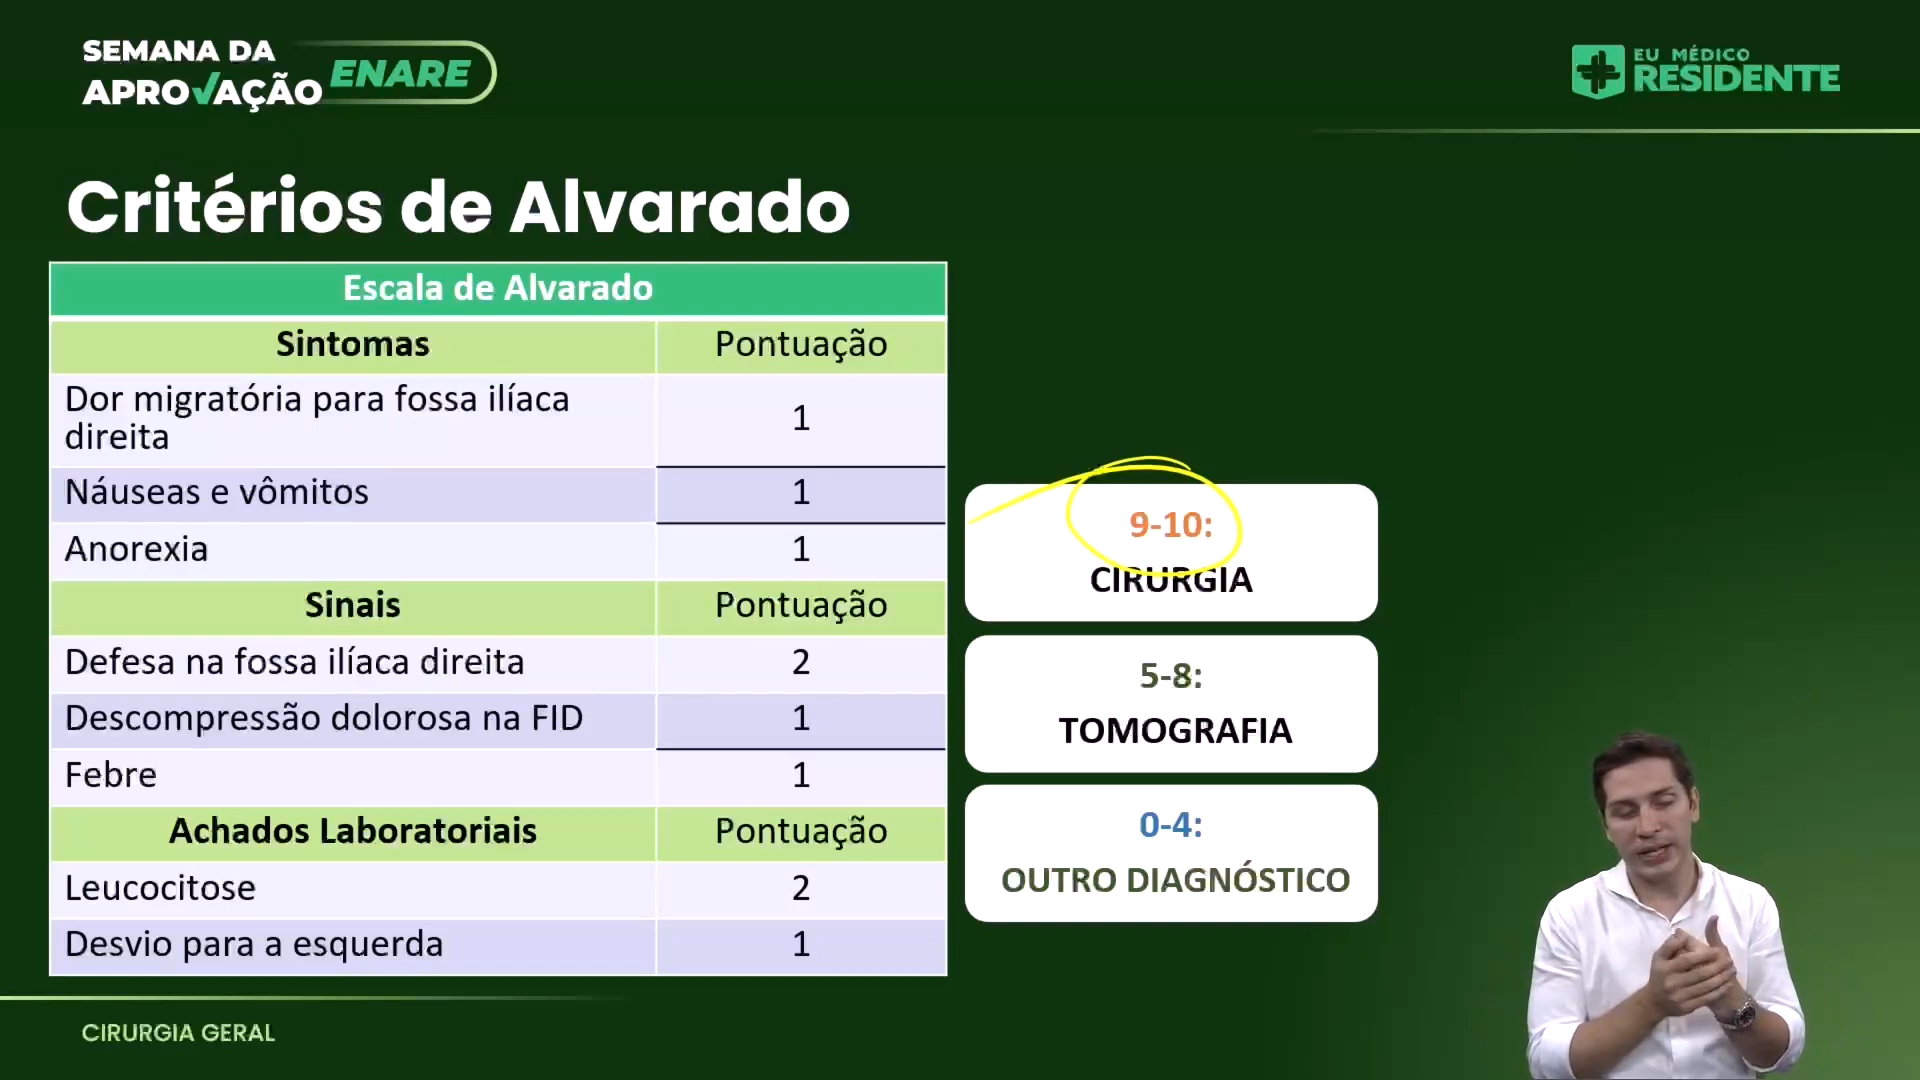 SEMANA DA
APROVAÇÃO
ENARE
EU MÉDICO
RESIDENTE
Critérios de Alvarado
Escala de Alvarado
Sintomas Pontuação
Dor migratória para fossa ilíaca
direita 1
Náuseas e vômitos 1
Anorexia 1
Sinais Pontuação
Defesa na fossa ilíaca direita 2
Descompressão dolorosa na FID 1
Febre 1
Achados Laboratoriais Pontuação
Leucocitose 2
Desvio para a esquerda 1
9-10:
CIRURGIA
5-8:
TOMOGRAFIA
0-4:
OUTRO DIAGNÓSTICO
CIRURGIA GERAL